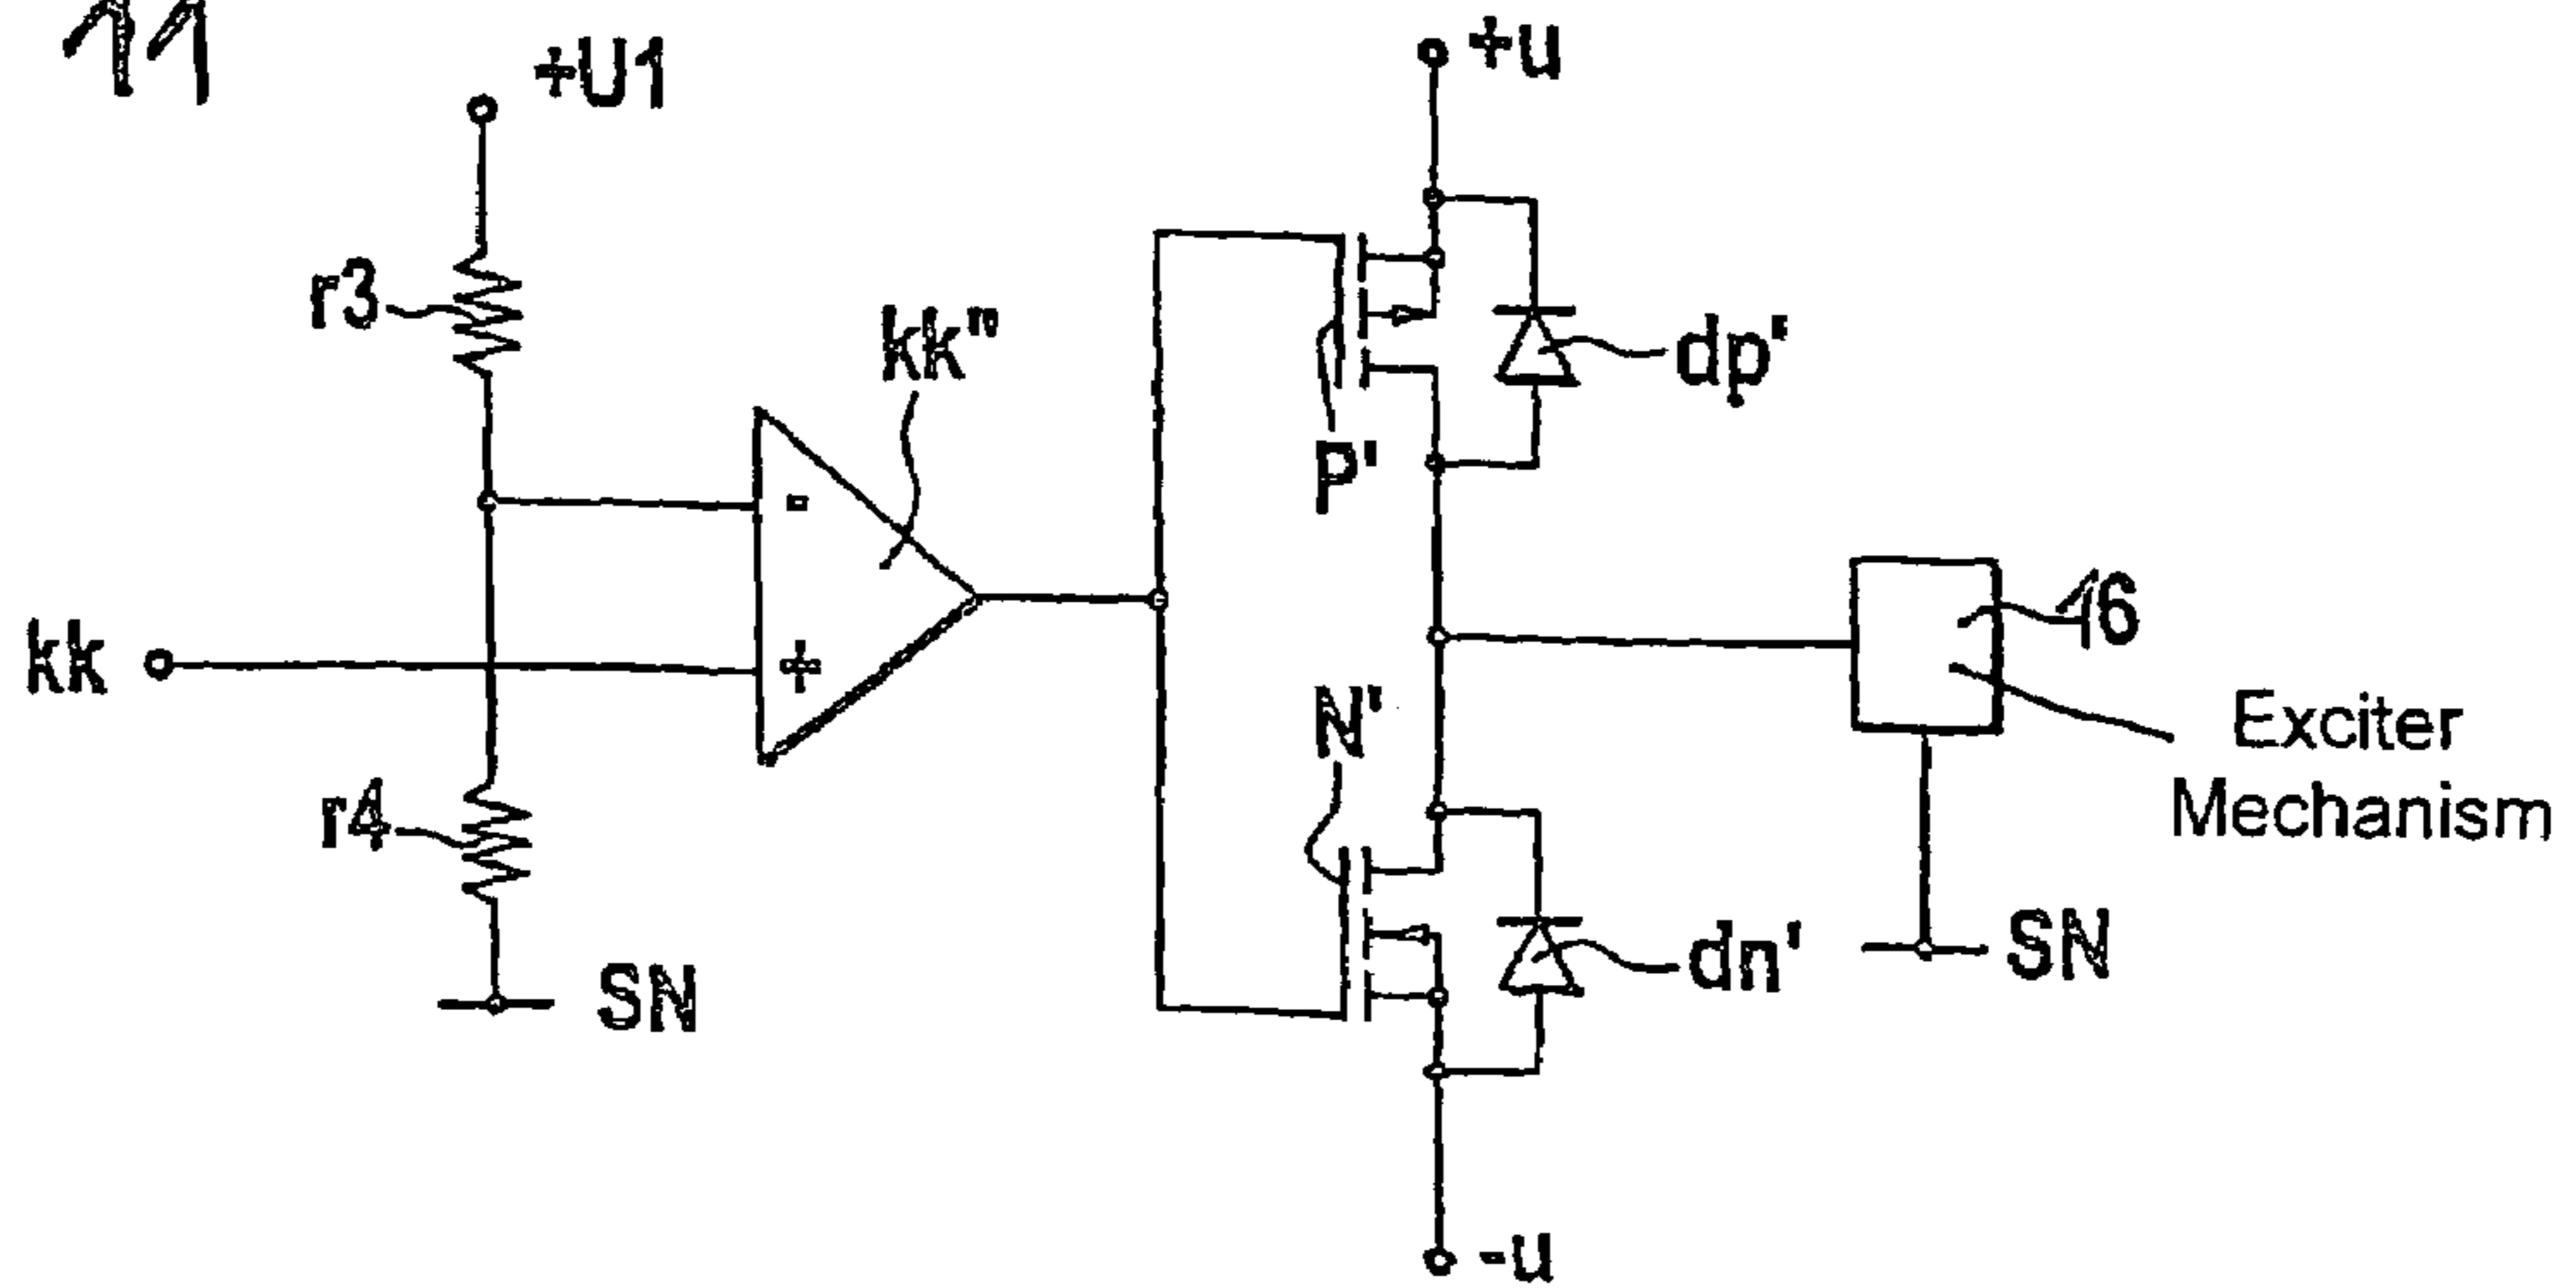 11
+U1
+u
r3
kk"
dp'
P'
-
16
kk
+
N'
Exciter
Mechanism
r4
dn'
SN
SN
-u